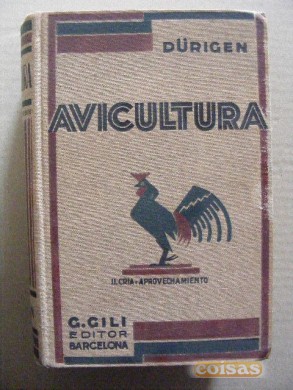 DÜRIGEN
AVICULTURA
II.CRIA - APROVECHAMIENTO
G. GILI
EDITOR
BARCELONA
coisas